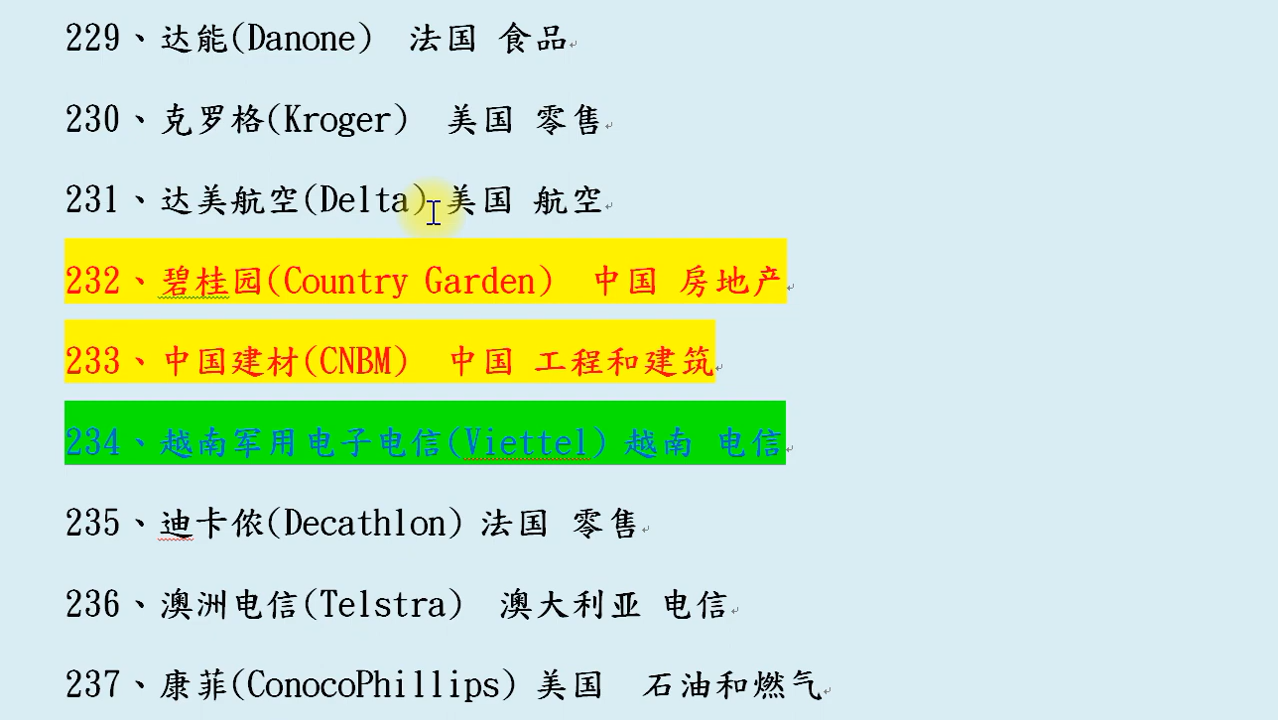 229、达能(Danone) 法国 食品
230、克罗格(Kroger) 美国 零售
231、达美航空(Delta) 美国 航空
232、碧桂园(Country Garden) 中国 房地产
233、中国建材(CNBM) 中国 工程和建筑
234、越南军用电子电信(Viettel) 越南 电信
235、迪卡侬(Decathlon) 法国 零售
236、澳洲电信(Telstra) 澳大利亚 电信
237、康菲(ConocoPhillips) 美国 石油和燃气